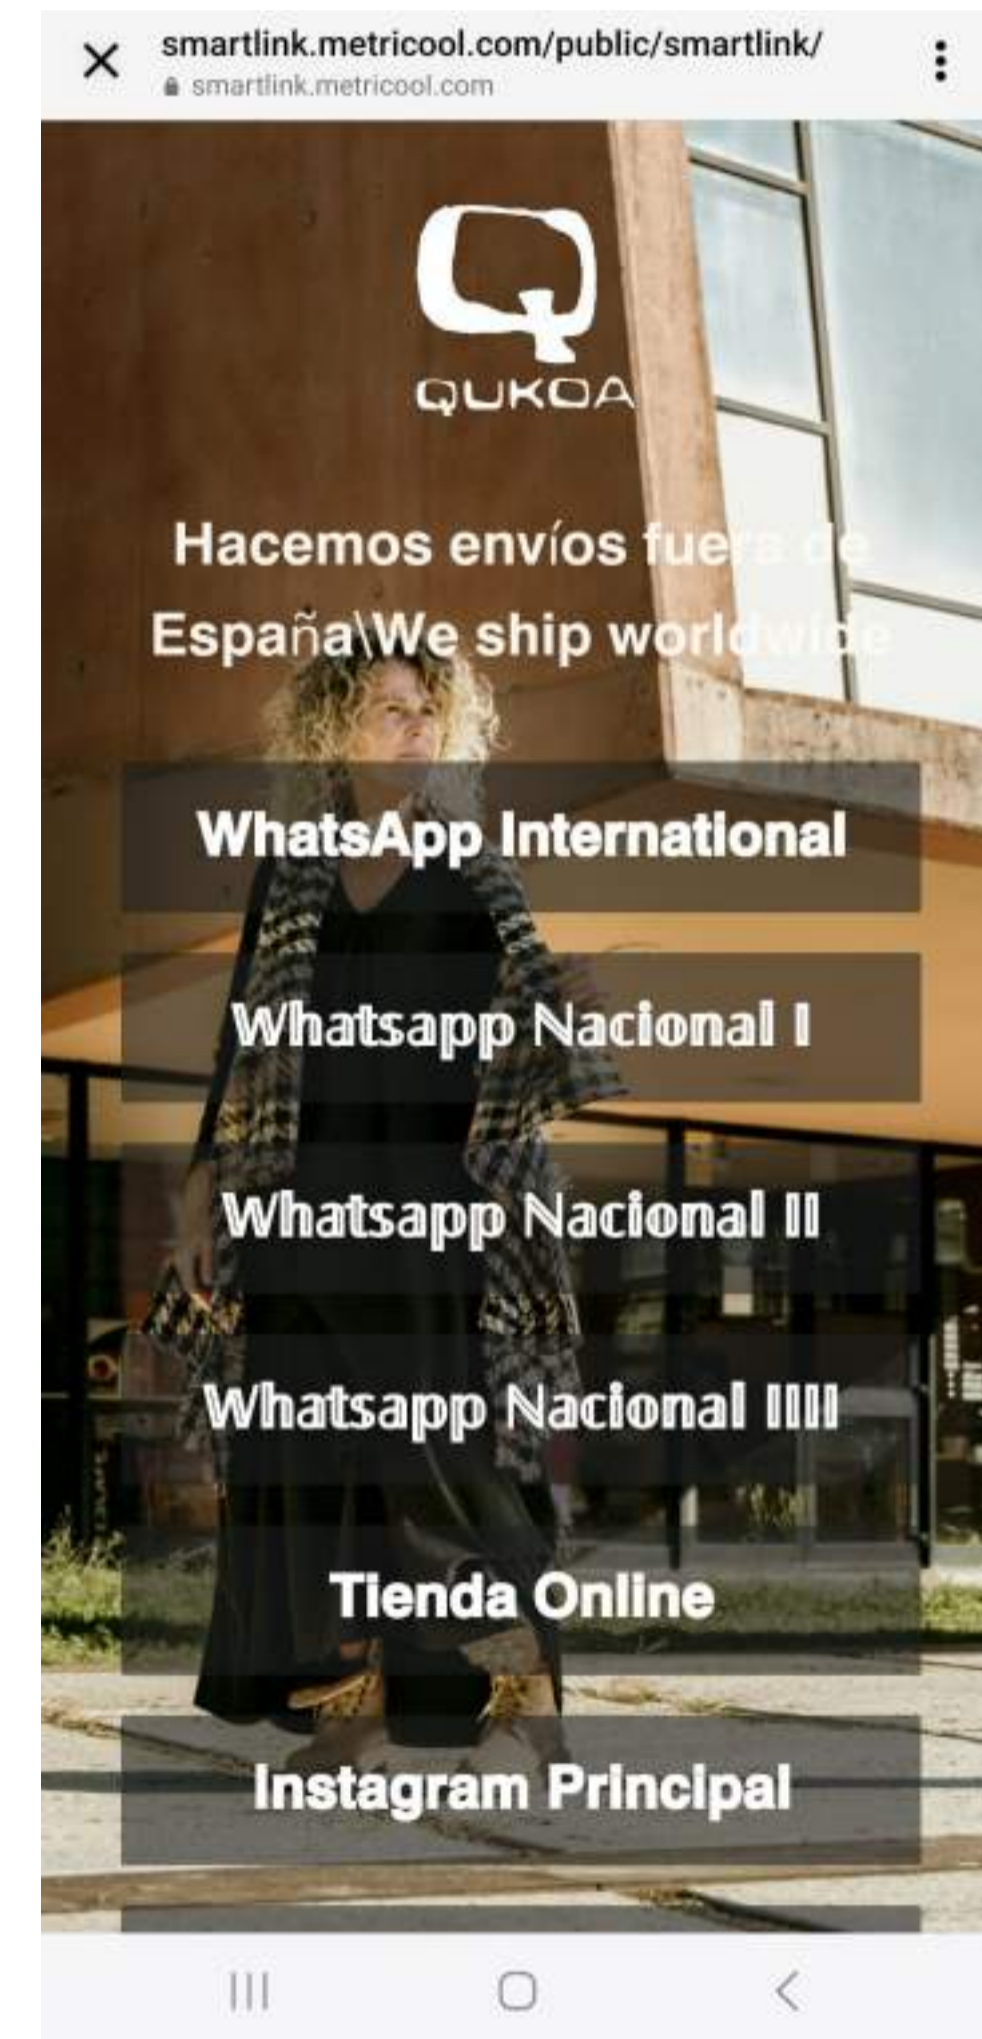 smartlink.metricool.com/public/smartlink/
smartlink.metricool.com
QUKOA
Hacemos envíos fuera de
España\We ship worldwide
WhatsApp International
Whatsapp Nacional I
Whatsapp Nacional II
Whatsapp Nacional IIII
Tienda Online
Instagram Principal